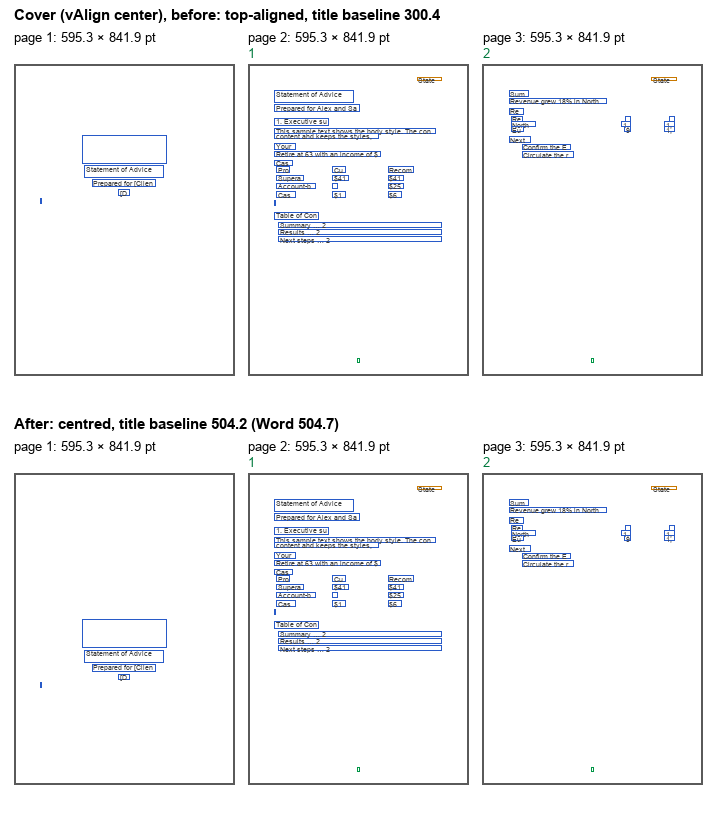 Cover (vAlign center), before: top-aligned, title baseline 300.4
page 1: 595.3 × 841.9 pt
page 2: 595.3 × 841.9 pt
page 3: 595.3 × 841.9 pt
1
2
Statement of Advice
Prepared for [Clien
State
Statement of Advice
Prepared for Alex and Sa
1. Executive su
This sample text shows the body style. The con
content and keeps the styles,
Your
Retire at 63 with an income of $
Cas
Pro Cu Recom
Supera $41 $41
Account-b $25
Cas $1 $6
Table of Con
Summary ... 2
Results ... 2
Next steps ... 2
State
Sum
Revenue grew 18% in North
Re
Re
North
Next
Confirm the F
Circulate the r
After: centred, title baseline 504.2 (Word 504.7)
page 1: 595.3 × 841.9 pt
page 2: 595.3 × 841.9 pt
page 3: 595.3 × 841.9 pt
1
2
Statement of Advice
Prepared for [Clien
State
Statement of Advice
Prepared for Alex and Sa
1. Executive su
This sample text shows the body style. The con
content and keeps the styles,
Your
Retire at 63 with an income of $
Cas
Pro Cu Recom
Supera $41 $41
Account-b $25
Cas $1 $6
Table of Con
Summary ... 2
Results ... 2
Next steps ... 2
State
Sum
Revenue grew 18% in North
Re
Re
North
Next
Confirm the F
Circulate the r